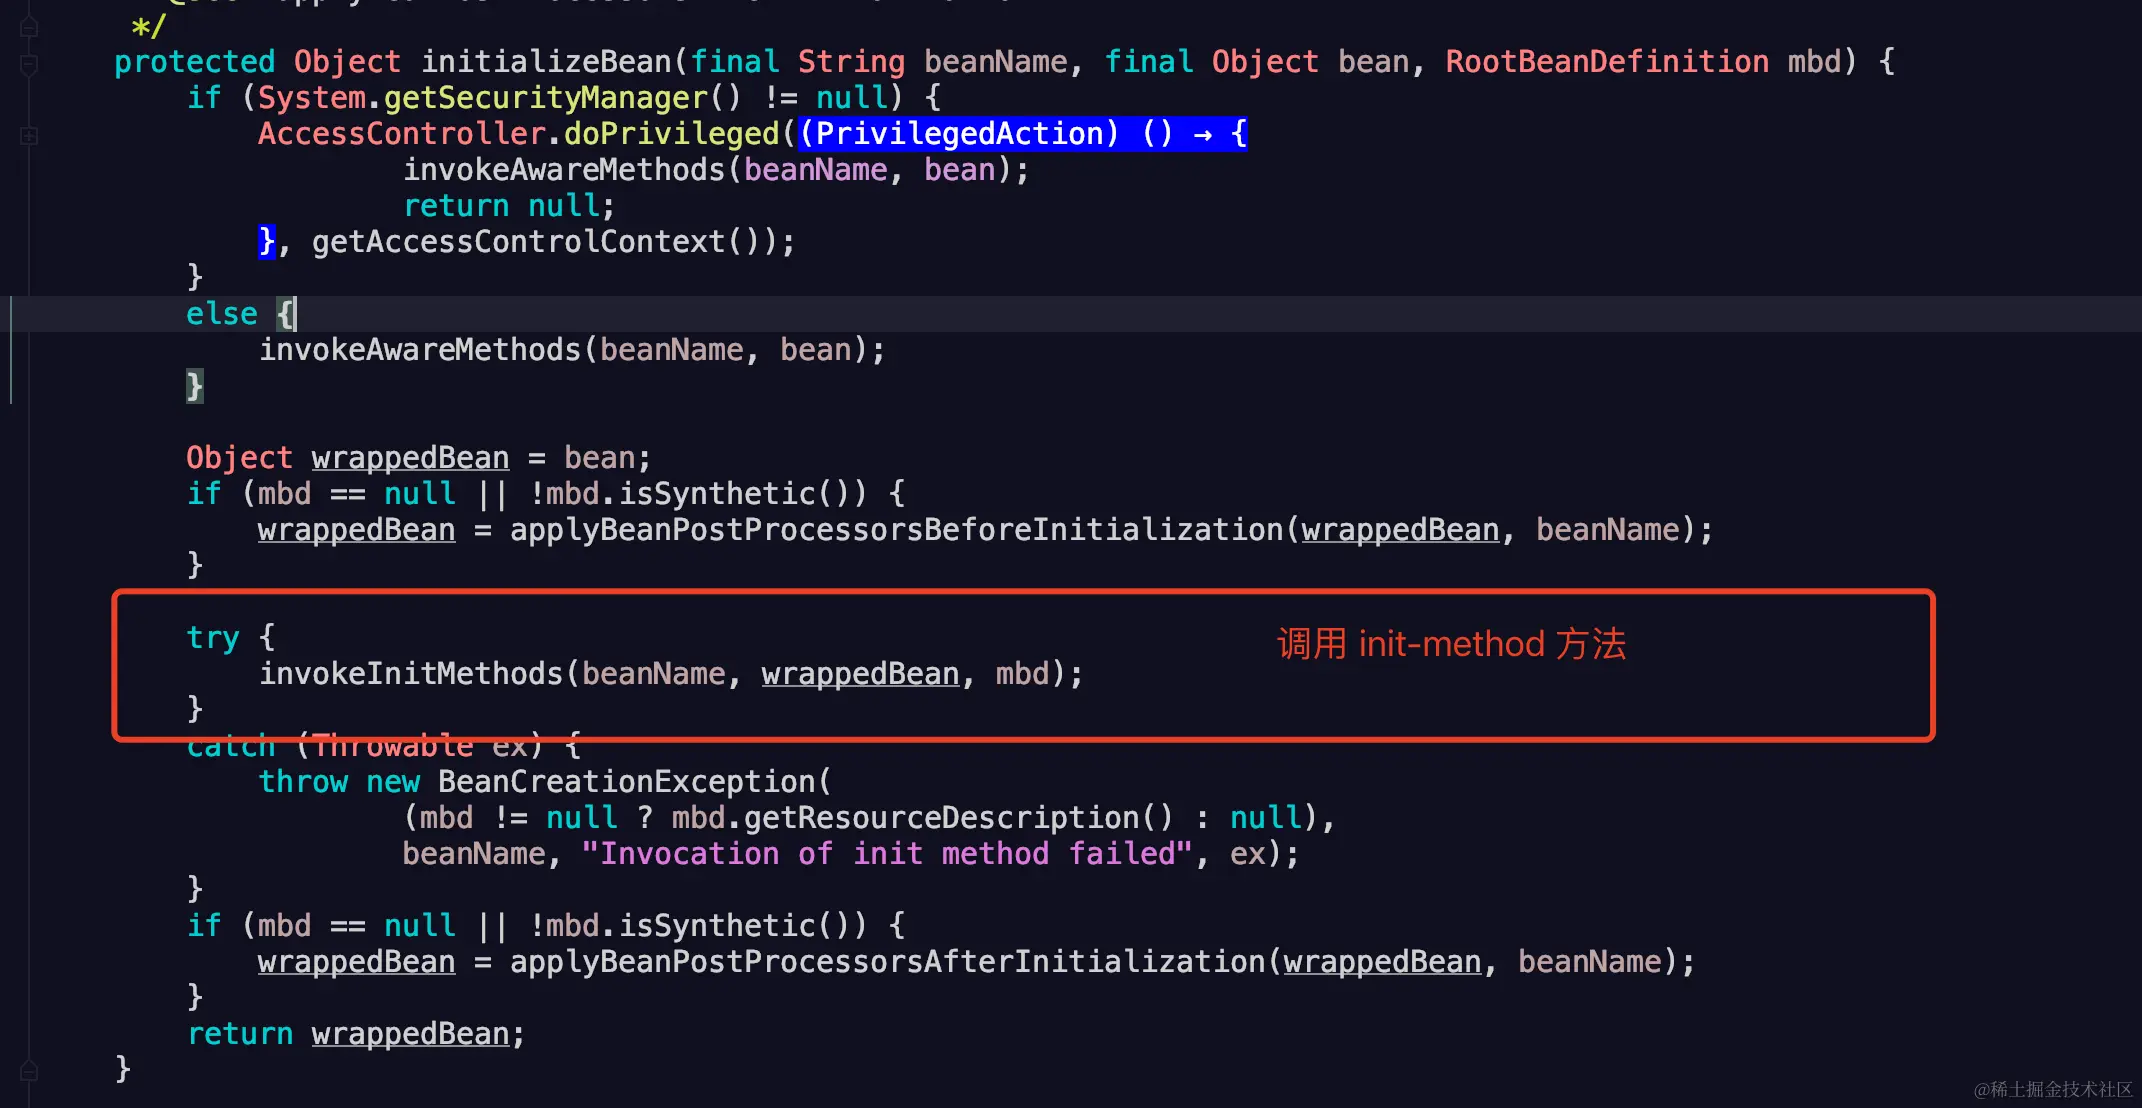 */
protected Object initializeBean(final String beanName, final Object bean, RootBeanDefinition mbd) {
if (System.getSecurityManager() != null) {
AccessController.doPrivileged((PrivilegedAction) () → {
invokeAwareMethods(beanName, bean);
return null;
}, getAccessControlContext());
}
else {
invokeAwareMethods(beanName, bean);
}
Object wrappedBean = bean;
if (mbd == null || !mbd.isSynthetic()) {
wrappedBean = applyBeanPostProcessorsBeforeInitialization(wrappedBean, beanName);
}
try {
调用 init-method 方法
invokeInitMethods(beanName, wrappedBean, mbd);
}
catch (Throwable ex) {
throw new BeanCreationException(
(mbd != null ? mbd.getResourceDescription() : null),
beanName, "Invocation of init method failed", ex);
}
if (mbd == null || !mbd.isSynthetic()) {
wrappedBean = applyBeanPostProcessorsAfterInitialization(wrappedBean, beanName);
}
return wrappedBean;
}
@稀土掘金技术社区